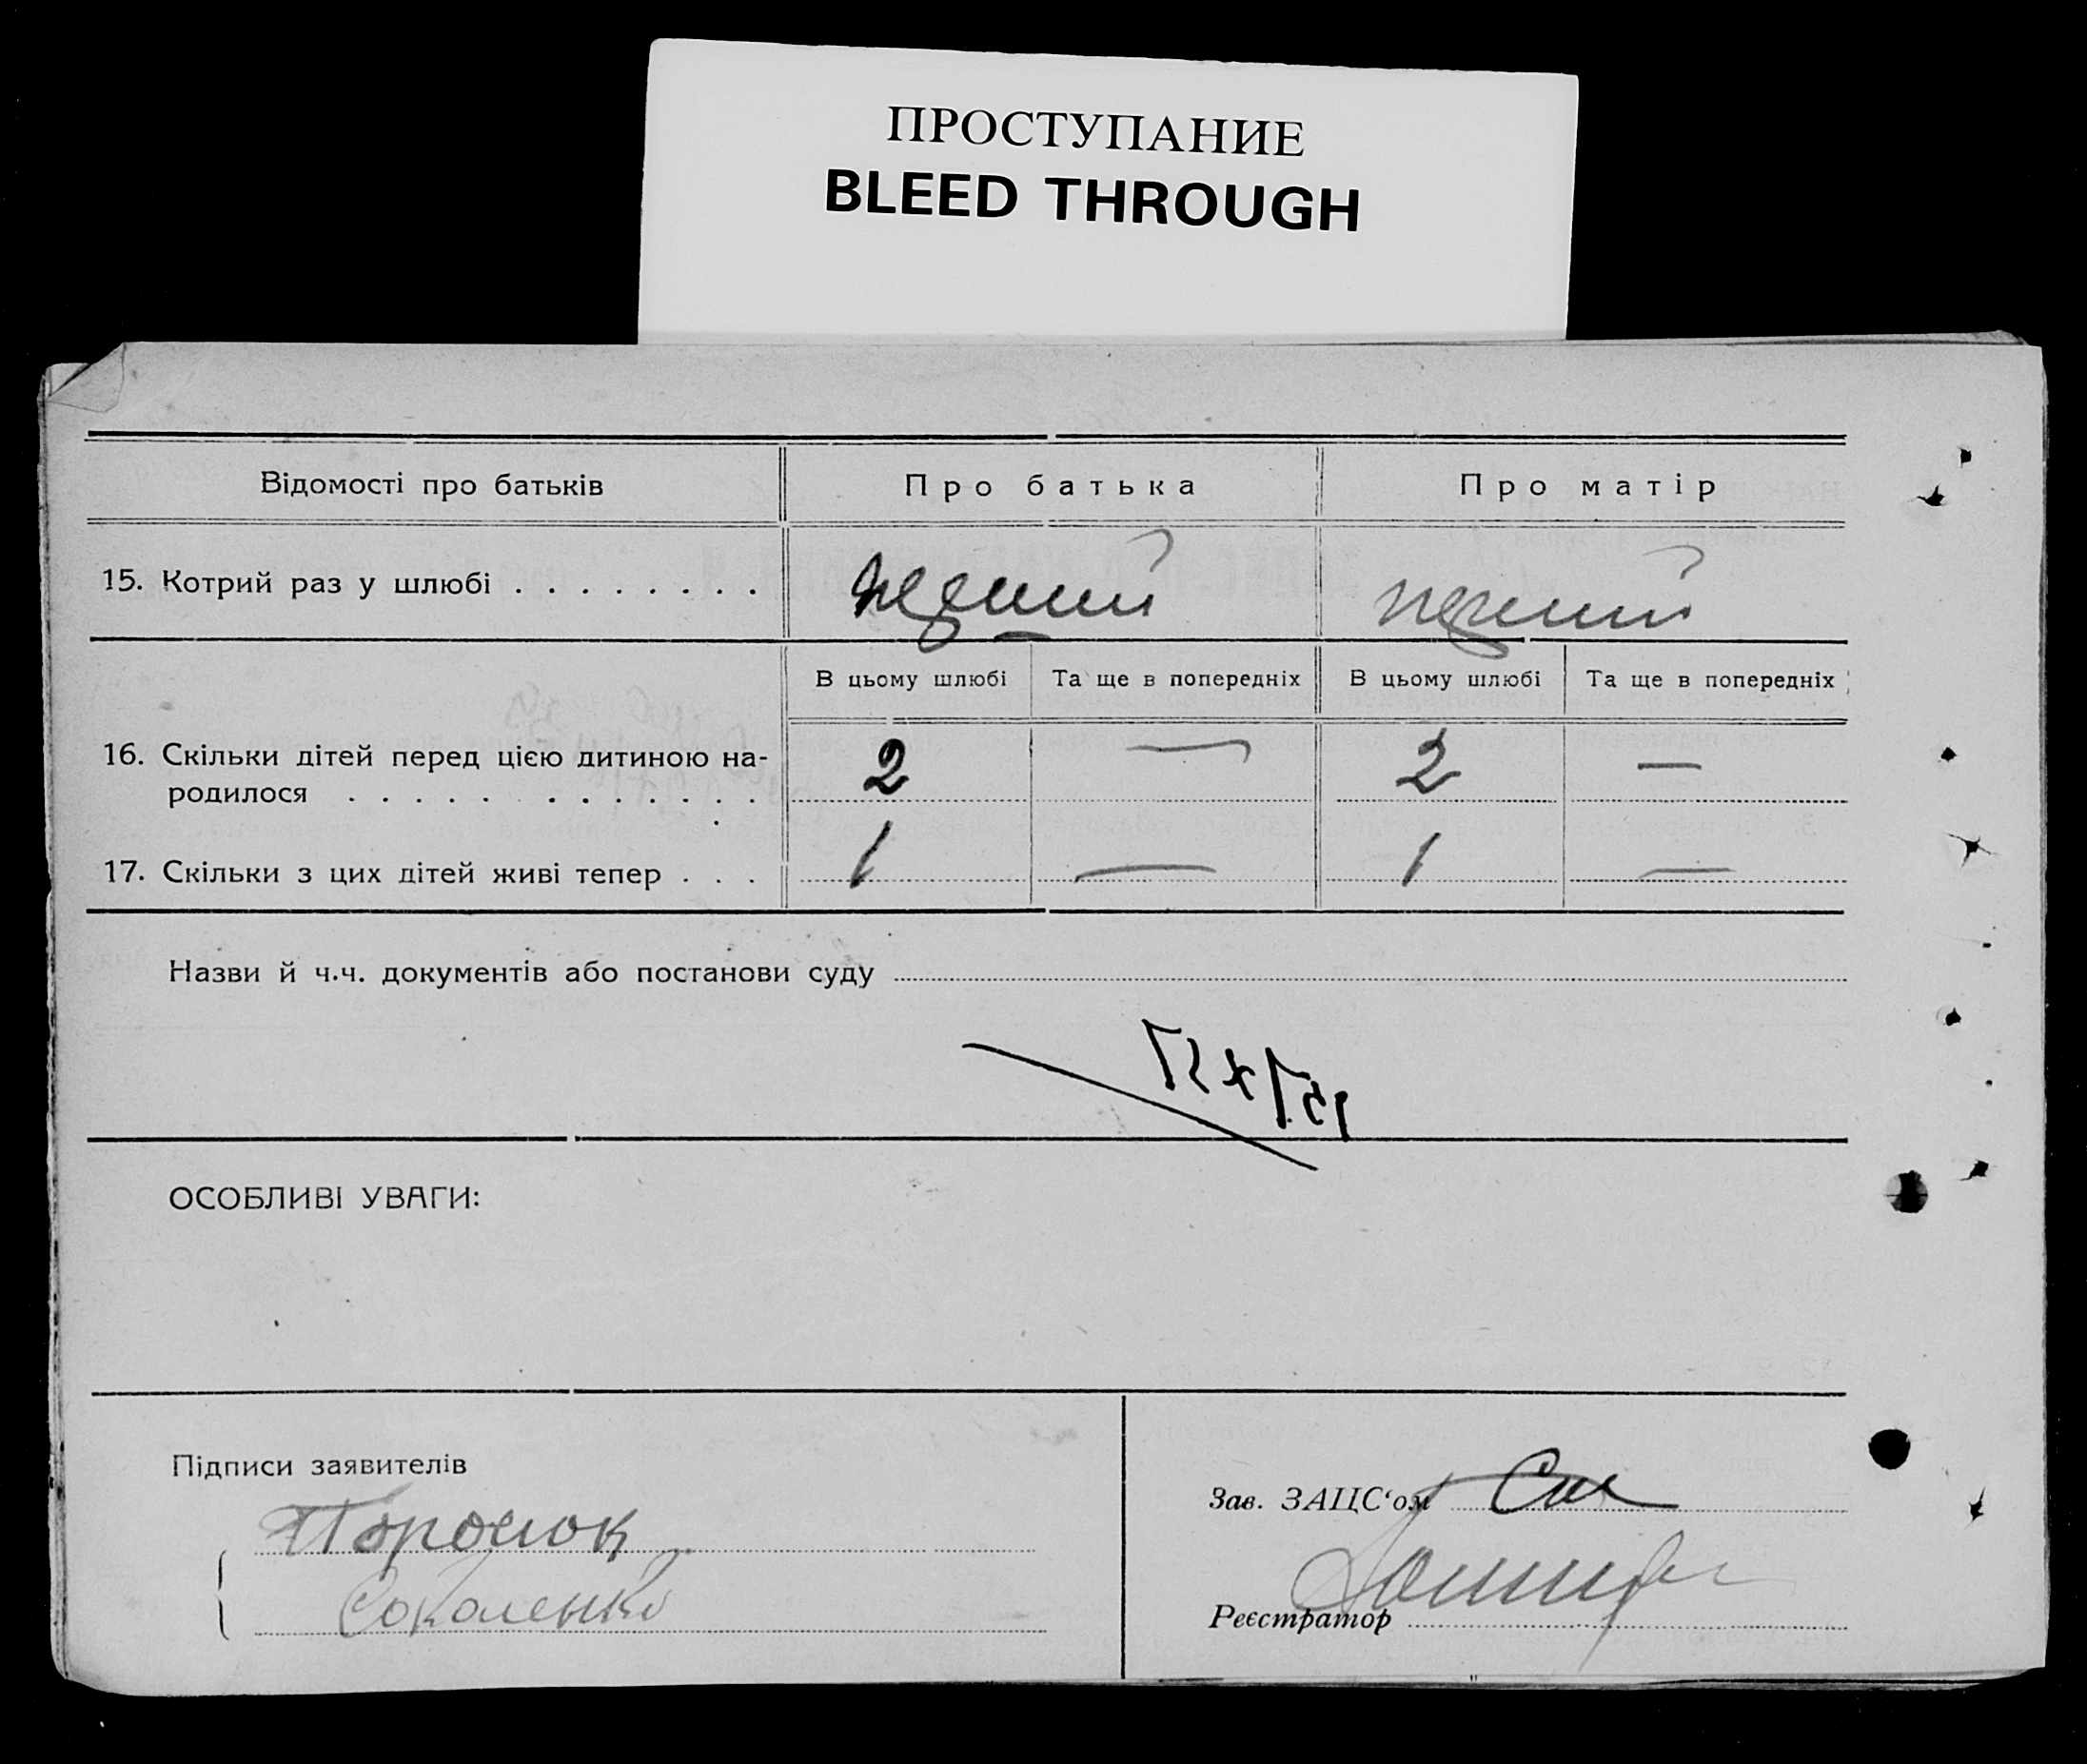 ПРОСТУПАНИЕ
BLEED THROUGH
Відомості про батьків Про батька Про матір
15. Котрий раз у шлюбі . . . . . . . . перший перший
В цьому шлюбі Та ще в попередніх В цьому шлюбі Та ще в попередніх
16. Скільки дітей перед цією дитиною на-
родилося . . . . . . . . . . . . . 2 — 2 —
17. Скільки з цих дітей живі тепер . . . 1 — 1 —
Назви й ч.ч. документів або постанови суду
ОСОБЛИВІ УВАГИ:
Підписи заявителів
Зав. ЗАЦС‘ом
Соколенко
Реєстратор